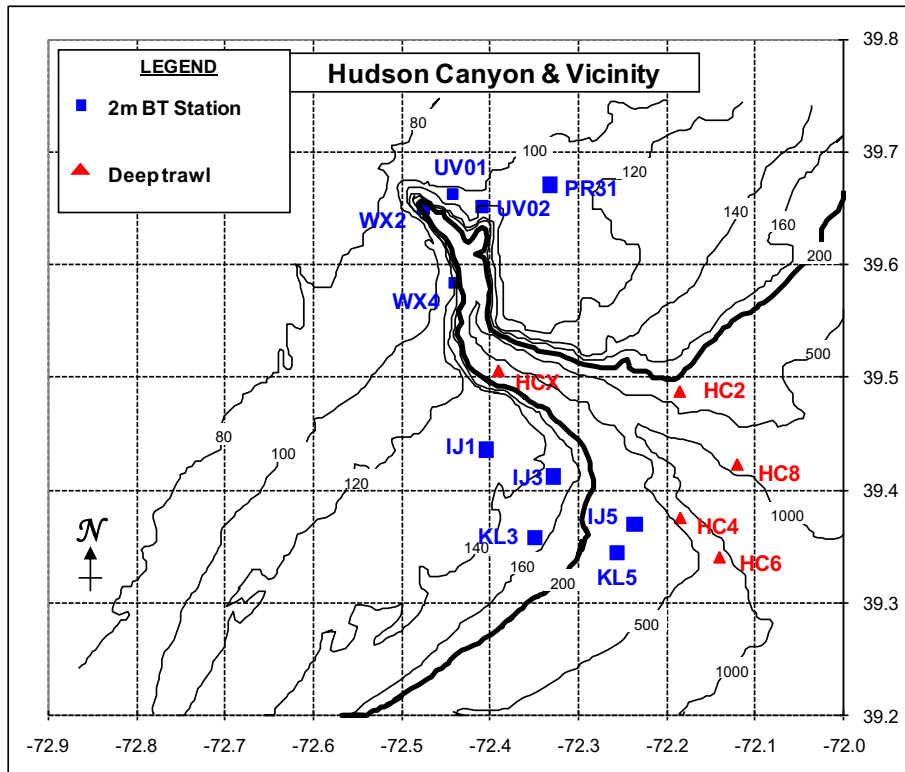 Hudson Canyon & Vicinity
LEGEND
2m BT Station
Deep trawl
39.8
39.7
39.6
39.5
39.4
39.3
39.2
-72.9
-72.8
-72.7
-72.6
-72.5
-72.4
-72.3
-72.2
-72.1
-72.0
80
100
120
140
160
200
500
UV01
PR31
WX2
UV02
WX4
HCX
HC2
80
100
120
140
160
200
500
1000
1000
IJ1
IJ3
HC8
IJ5
HC4
KL3
HC6
KL5
N